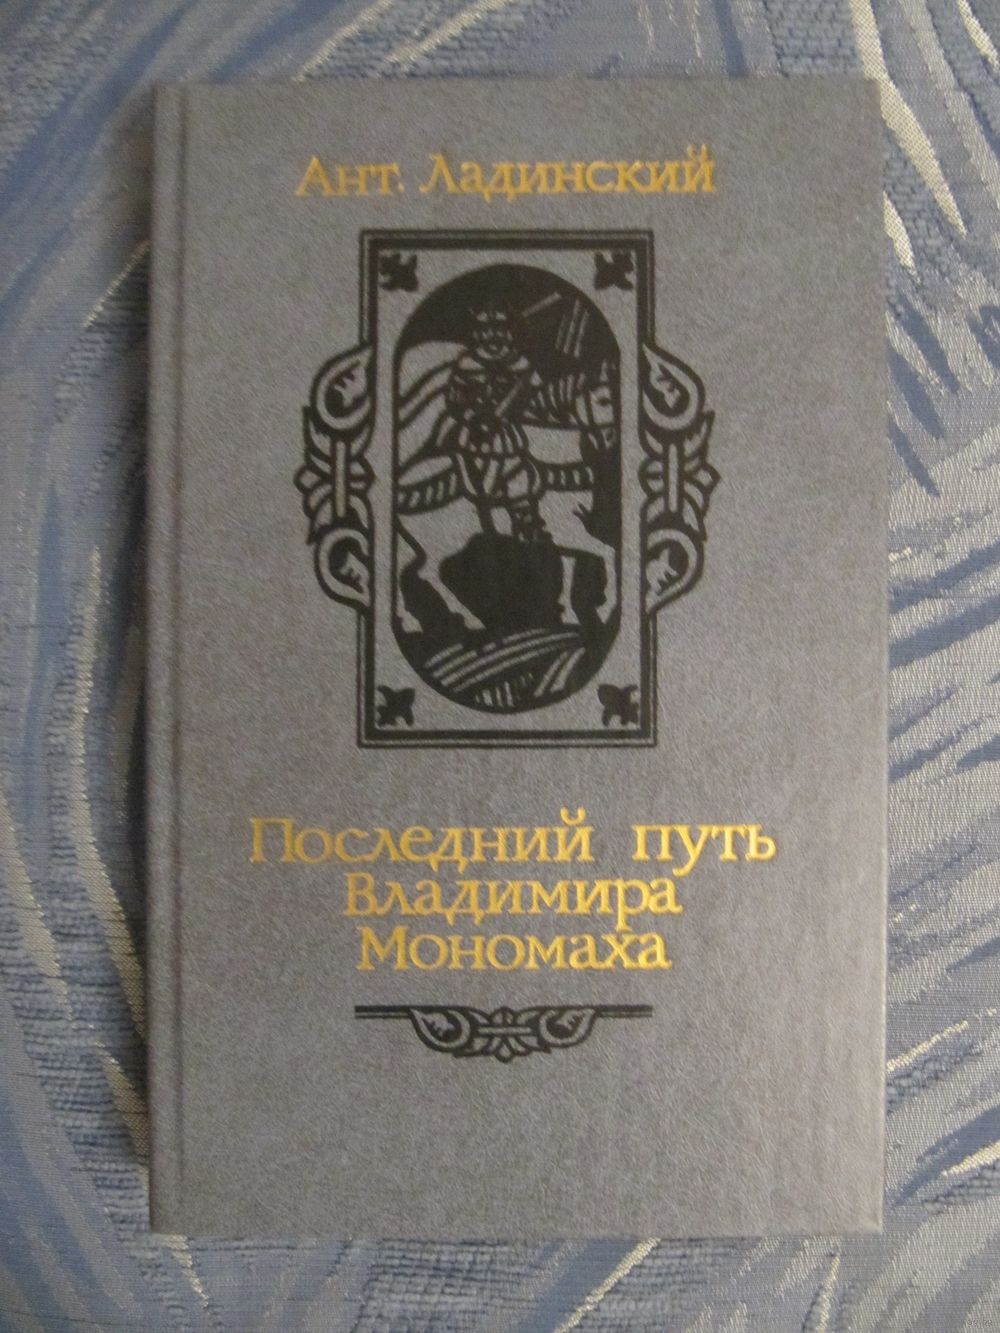 Ант. Ладинский
Последний путь
Владимира
Мономаха